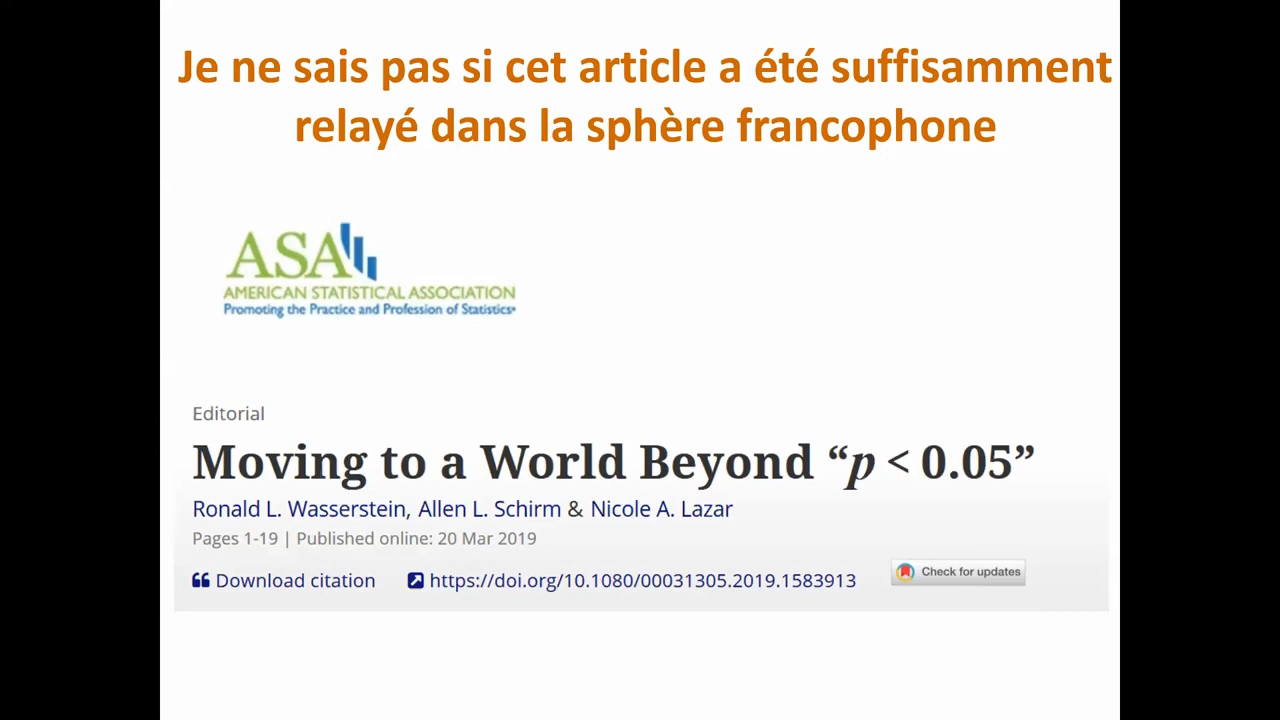 Je ne sais pas si cet article a été suffisamment
relayé dans la sphère francophone
ASA
AMERICAN STATISTICAL ASSOCIATION
Promoting the Practice and Profession of Statistics®
Editorial
Moving to a World Beyond “p < 0.05”
Ronald L. Wasserstein, Allen L. Schirm & Nicole A. Lazar
Pages 1-19 | Published online: 20 Mar 2019
Download citation https://doi.org/10.1080/00031305.2019.1583913 Check for updates